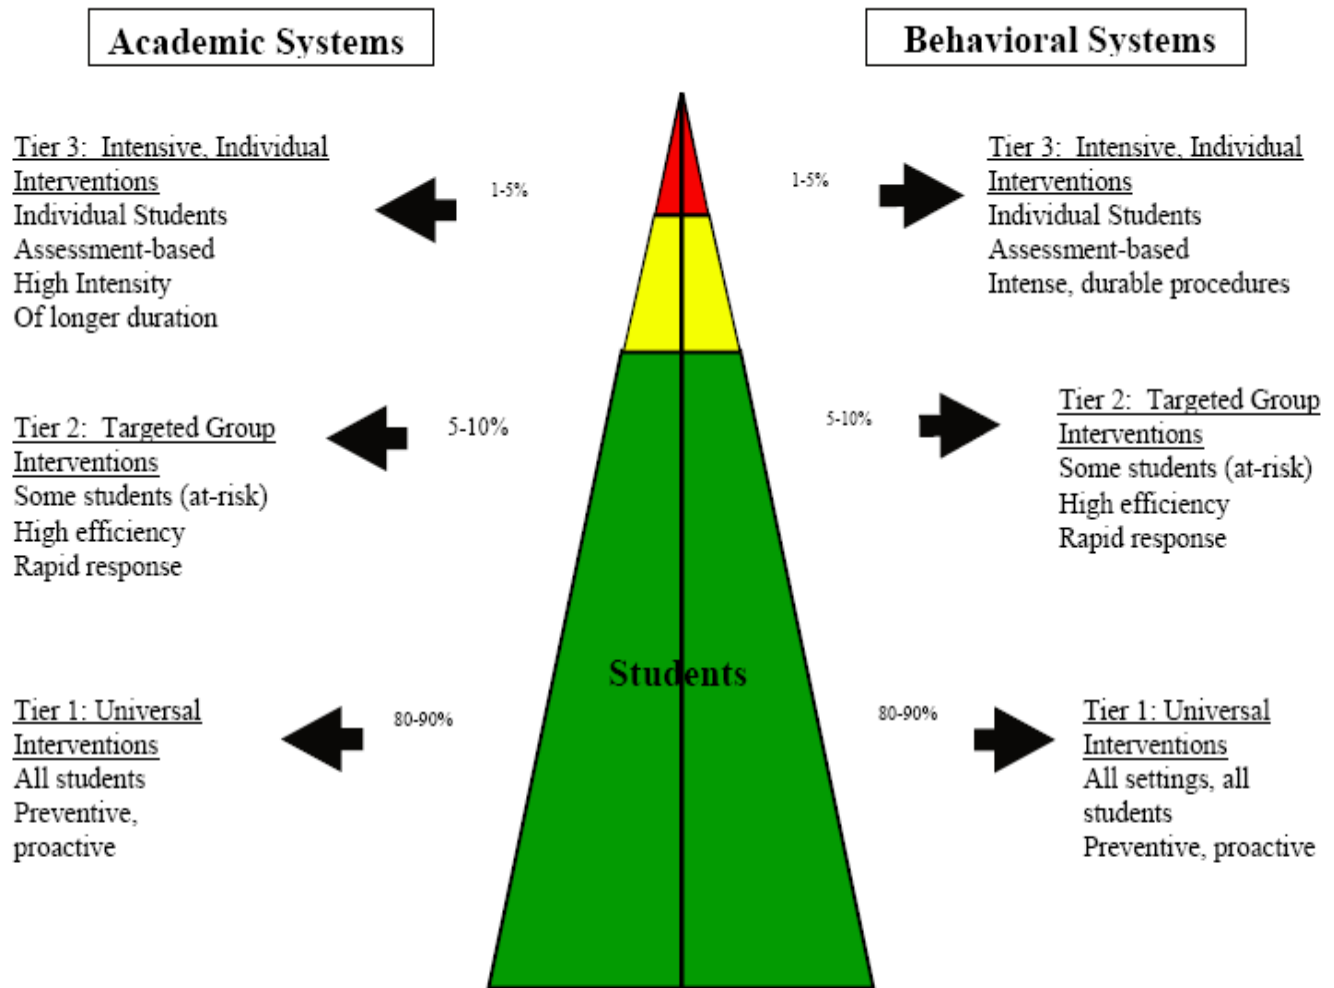 Academic Systems
Behavioral Systems
Tier 3:  Intensive, Individual
Interventions
Individual Students
Assessment-based
High Intensity
Of longer duration
1-5%
1-5%
Tier 3:  Intensive, Individual
Interventions
Individual Students
Assessment-based
Intense, durable procedures
Tier 2:  Targeted Group
Interventions
Some students (at-risk)
High efficiency
Rapid response
5-10%
5-10%
Tier 2:  Targeted Group
Interventions
Some students (at-risk)
High efficiency
Rapid response
Students
Tier 1: Universal
Interventions
All students
Preventive,
proactive
80-90%
80-90%
Tier 1: Universal
Interventions
All settings, all
students
Preventive, proactive